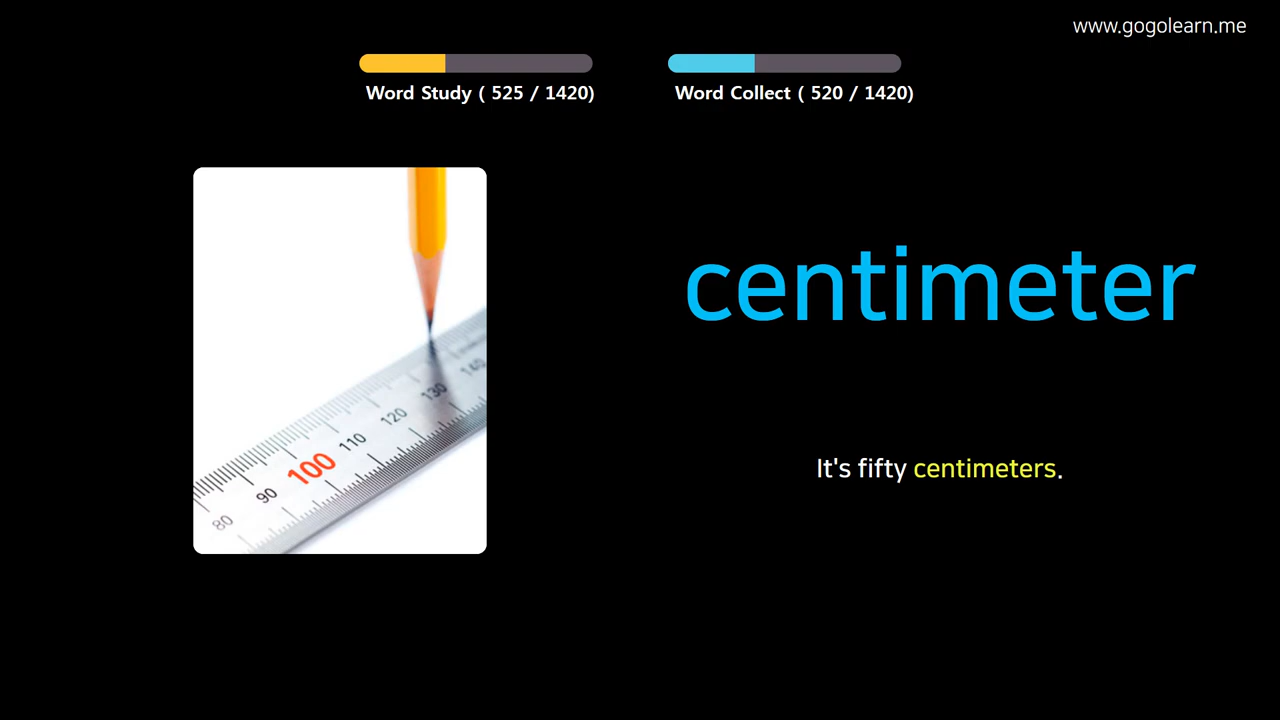 www.gogolearn.me
Word Study ( 525 / 1420)
Word Collect ( 520 / 1420)
centimeter
It's fifty centimeters.
80
90
100
110
120
130
140